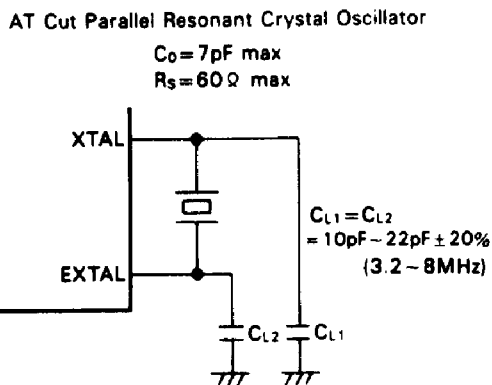 AT Cut Parallel Resonant Crystal Oscillator
C₀=7pF max
Rs=60Ω max
XTAL
EXTAL
CL1=CL2
=10pF~22pF±20%
(3.2~8MHz)
CL2
CL1